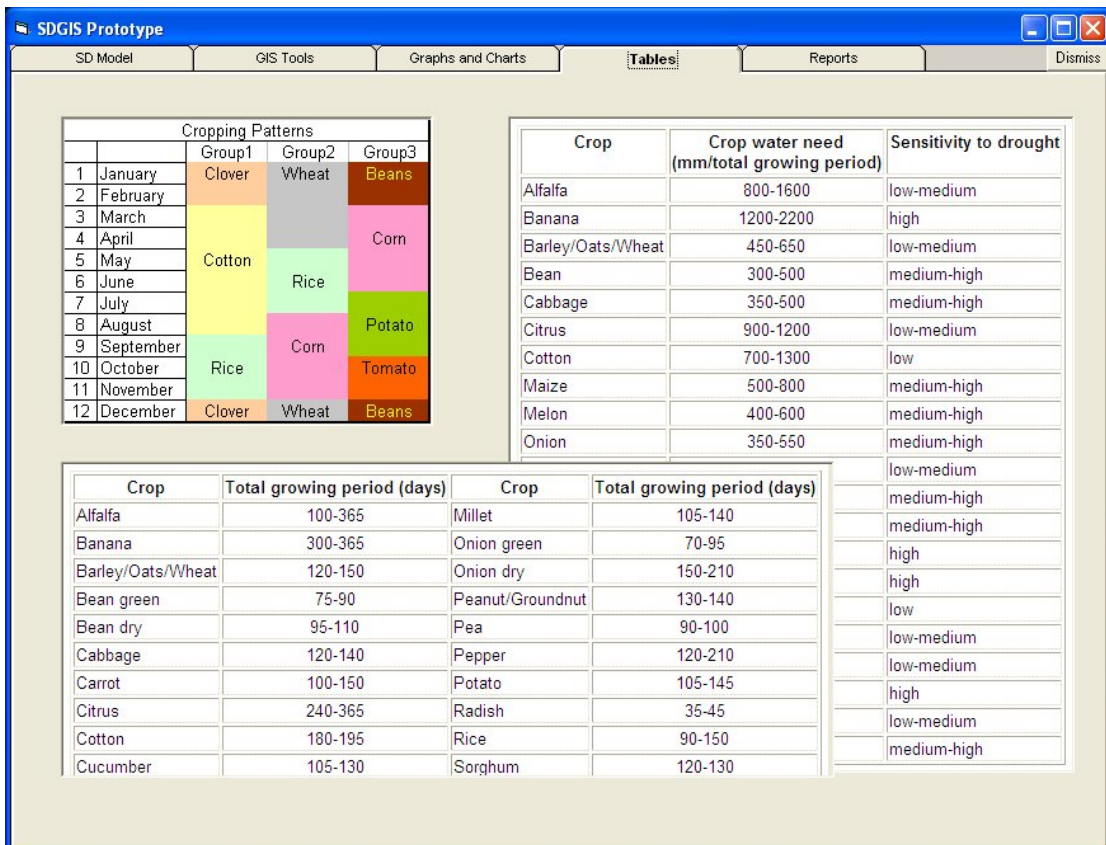 SDGIS Prototype
SD Model GIS Tools Graphs and Charts Tables Reports Dismiss
Cropping Patterns
Group1 Group2 Group3
1 January Clover Wheat Beans
2 February
3 March
4 April Corn
5 May Cotton
6 June Rice
7 July
8 August Potato
9 September Corn
10 October Rice Tomato
11 November
12 December Clover Wheat Beans
Crop Crop water need Sensitivity to drought
(mm/total growing period)
Alfalfa 800-1600 low-medium
Banana 1200-2200 high
Barley/Oats/Wheat 450-650 low-medium
Bean 300-500 medium-high
Cabbage 350-500 medium-high
Citrus 900-1200 low-medium
Cotton 700-1300 low
Maize 500-800 medium-high
Melon 400-600 medium-high
Onion 350-550 medium-high
low-medium
medium-high
medium-high
high
high
low
low-medium
low-medium
high
low-medium
medium-high
Crop Total growing period (days) Crop Total growing period (days)
Alfalfa 100-365 Millet 105-140
Banana 300-365 Onion green 70-95
Barley/Oats/Wheat 120-150 Onion dry 150-210
Bean green 75-90 Peanut/Groundnut 130-140
Bean dry 95-110 Pea 90-100
Cabbage 120-140 Pepper 120-210
Carrot 100-150 Potato 105-145
Citrus 240-365 Radish 35-45
Cotton 180-195 Rice 90-150
Cucumber 105-130 Sorghum 120-130